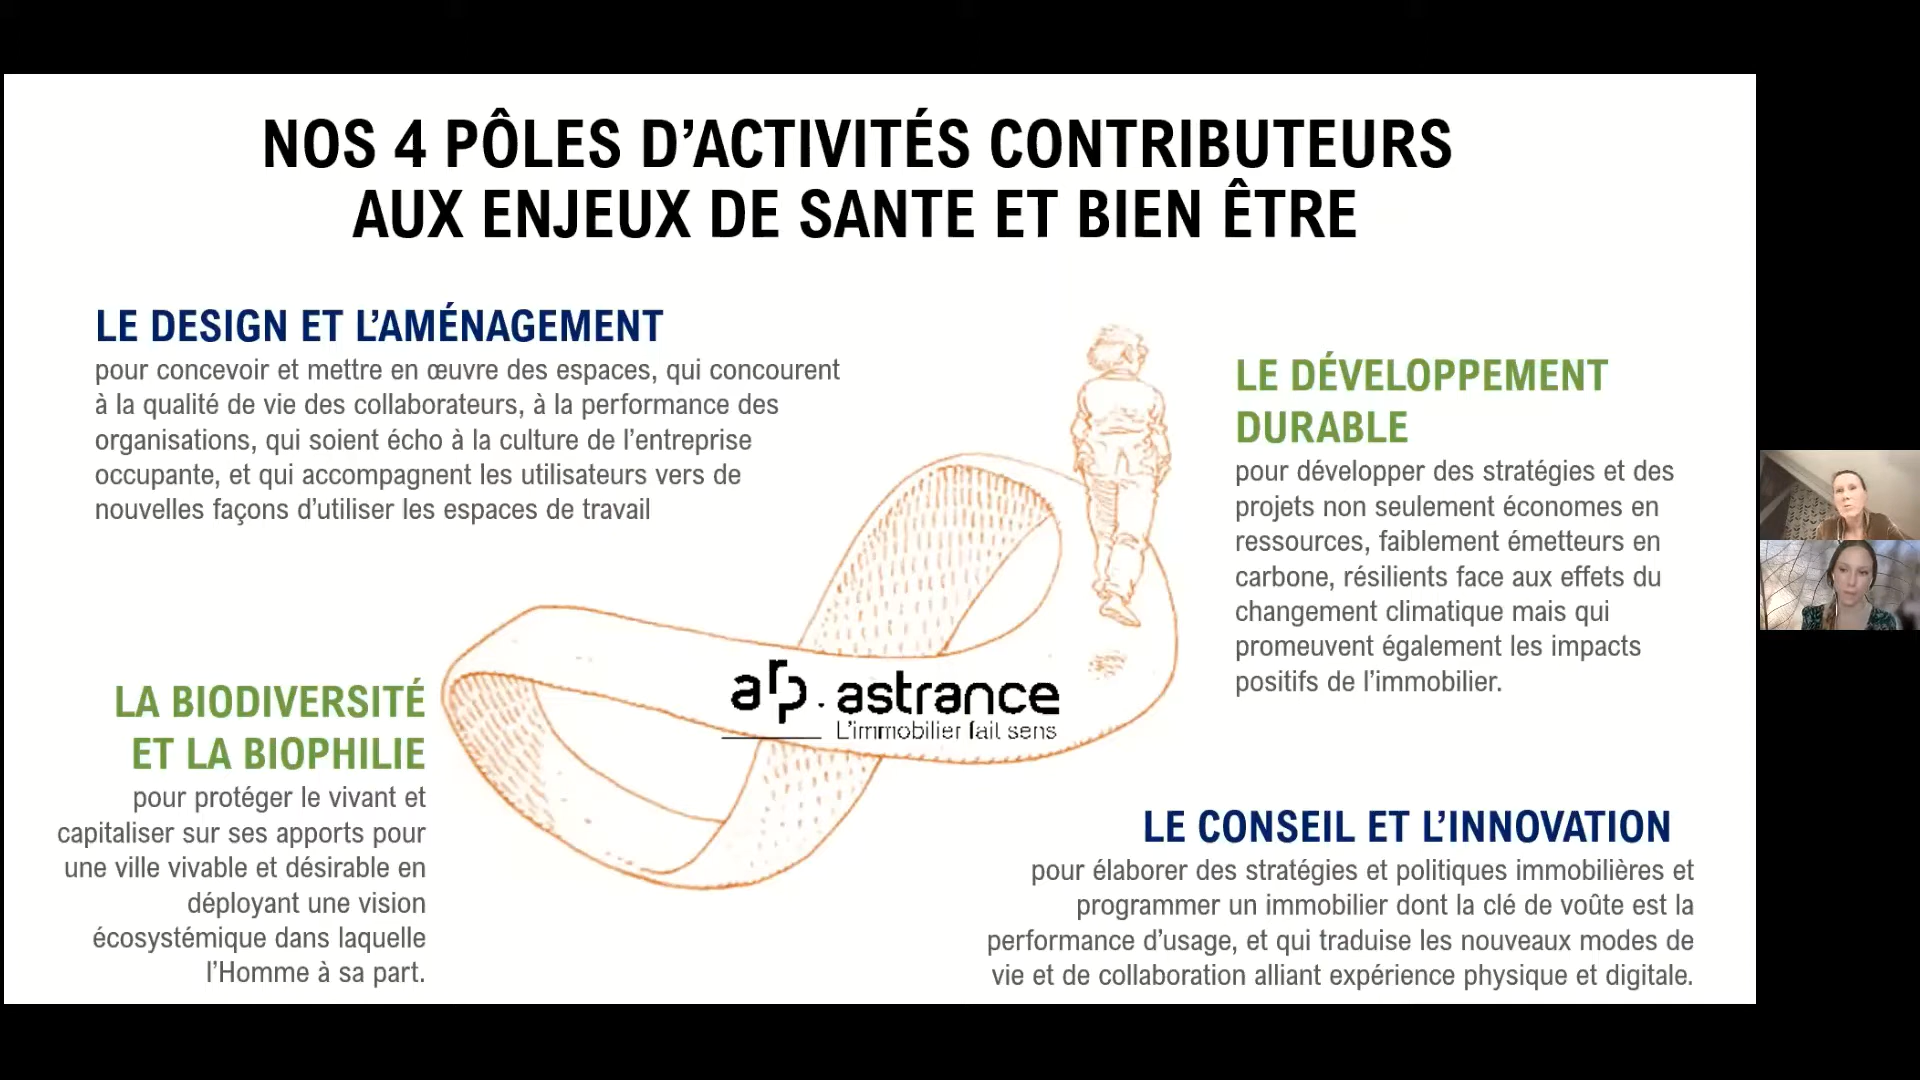 NOS 4 PÔLES D’ACTIVITÉS CONTRIBUTEURS
AUX ENJEUX DE SANTE ET BIEN ÊTRE
LE DESIGN ET L’AMÉNAGEMENT
pour concevoir et mettre en œuvre des espaces, qui concourent
à la qualité de vie des collaborateurs, à la performance des
organisations, qui soient écho à la culture de l’entreprise
occupante, et qui accompagnent les utilisateurs vers de
nouvelles façons d’utiliser les espaces de travail
LE DÉVELOPPEMENT
DURABLE
pour développer des stratégies et des
projets non seulement économes en
ressources, faiblement émetteurs en
carbone, résilients face aux effets du
changement climatique mais qui
promeuvent également les impacts
positifs de l’immobilier.
arp. astrance
L’immobilier fait sens
LA BIODIVERSITÉ
ET LA BIOPHILIE
pour protéger le vivant et
capitaliser sur ses apports pour
une ville vivable et désirable en
déployant une vision
écosystémique dans laquelle
l’Homme à sa part.
LE CONSEIL ET L’INNOVATION
pour élaborer des stratégies et politiques immobilières et
programmer un immobilier dont la clé de voûte est la
performance d’usage, et qui traduise les nouveaux modes de
vie et de collaboration alliant expérience physique et digitale.